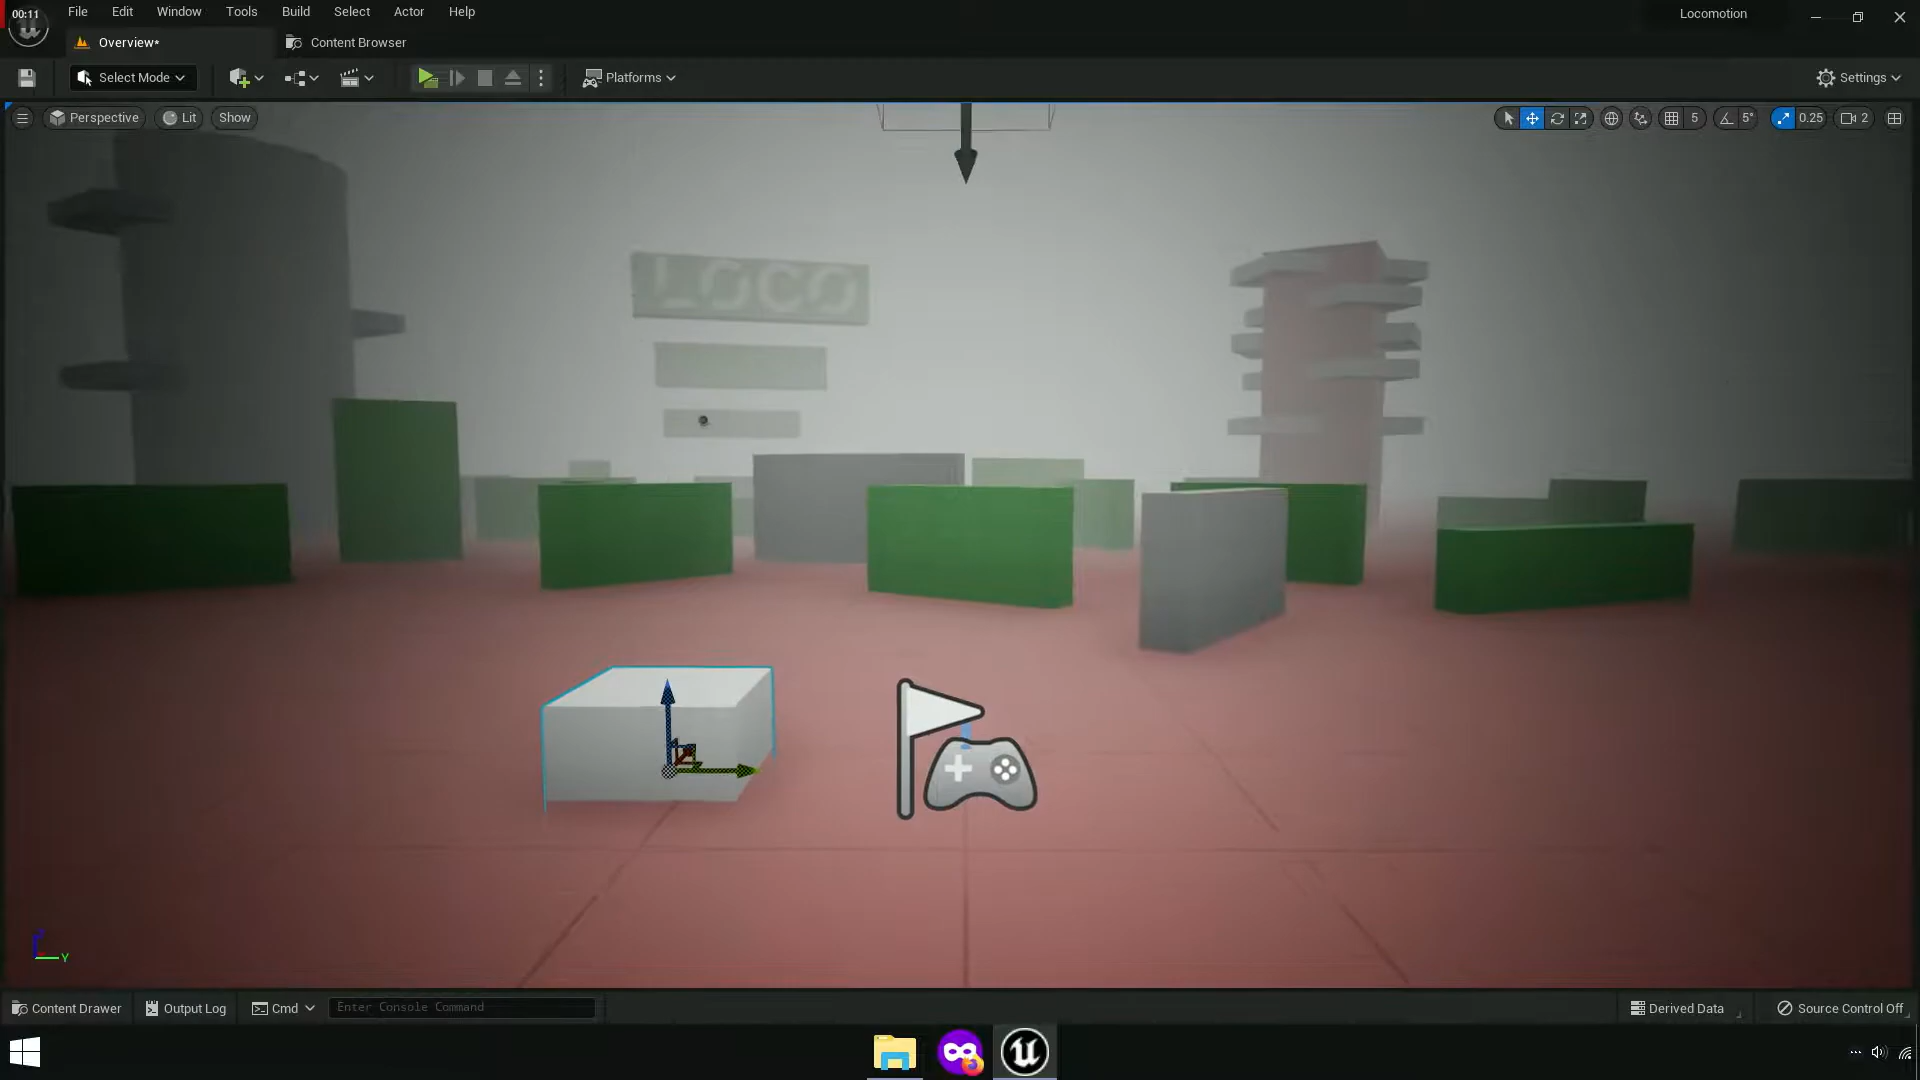 00:11
File Edit Window Tools Build Select Actor Help
Locomotion
Overview*
Content Browser
Select Mode
Platforms
Settings
Perspective
Lit
Show
5
5°
0.25
2
LOCO
Y
Content Drawer
Output Log
Cmd
Enter Console Command
Derived Data
Source Control Off